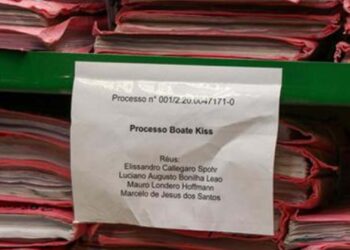 Processo nº 001/2.20.0047171-0
Processo Boate Kiss
Réus:
Elissandro Callegaro Spohr
Luciano Augusto Bonilha Leao
Mauro Londero Hoffmann
Marcelo de Jesus dos Santos